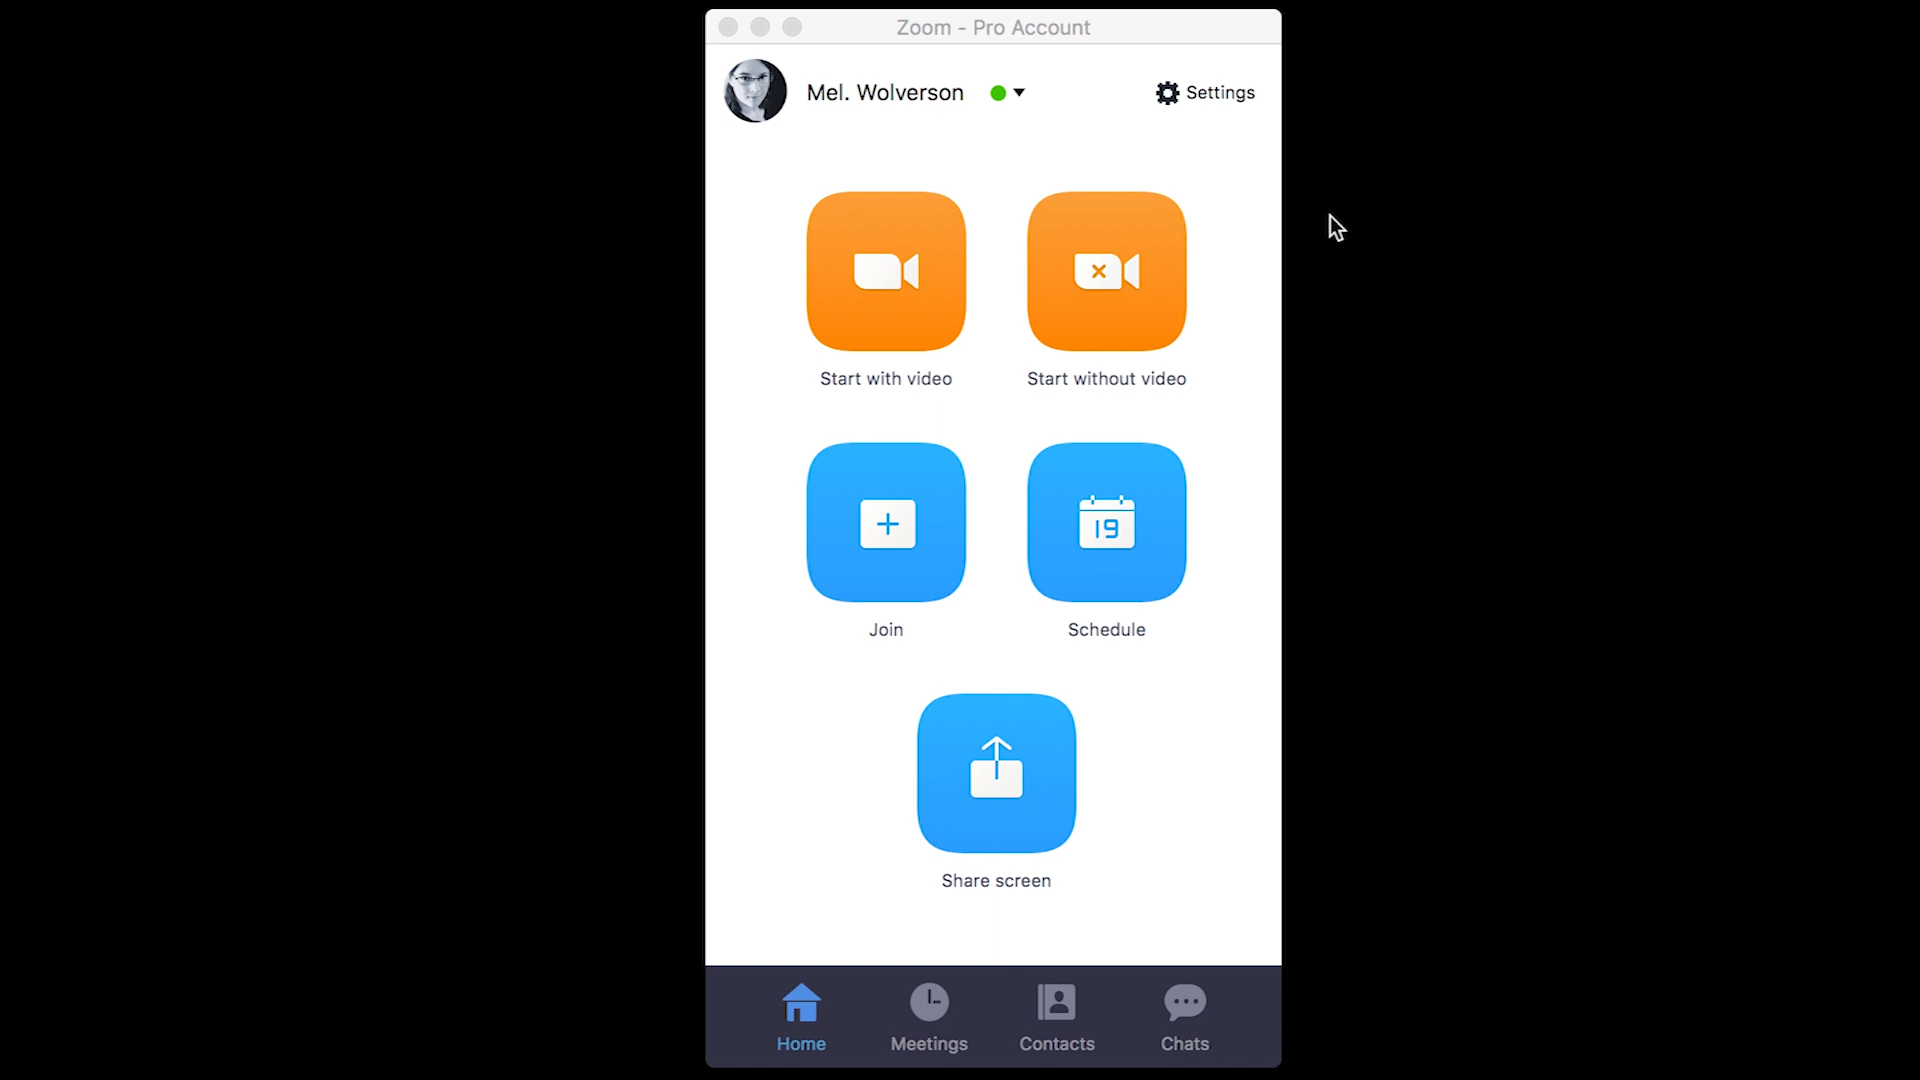 Zoom - Pro Account
Mel. Wolverson
Settings
Start with video
Start without video
19
Join
Schedule
Share screen
Home
Meetings
Contacts
Chats